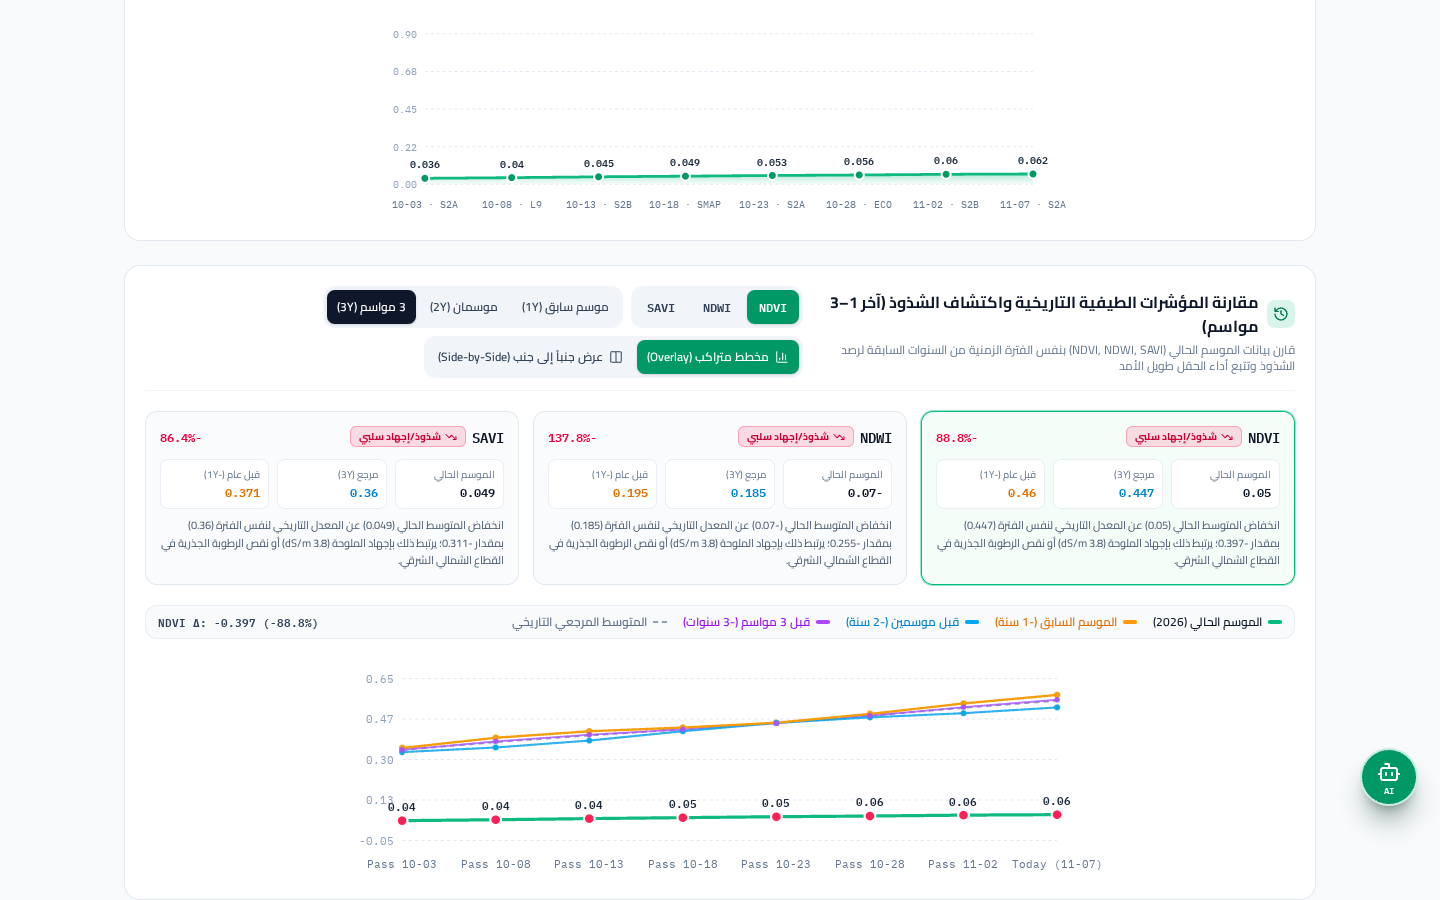 0.90
0.68
0.45
0.22
0.00
0.036 0.04 0.045 0.049 0.053 0.056 0.06 0.062
10-03 · S2A 10-08 · L9 10-13 · S2B 10-18 · SMAP 10-23 · S2A 10-28 · ECO 11-02 · S2B 11-07 · S2A
مقارنة المؤشرات الطيفية التاريخية واكتشاف الشذوذ (آخر 1–3
مواسم)
قارن بيانات الموسم الحالي (NDVI, NDWI, SAVI) بنفس الفترة الزمنية من السنوات السابقة لرصد
الشذوذ وتتبع أداء الحقل طويل الأمد
NDVI NDWI SAVI
موسم سابق (1Y) موسمان (2Y) 3 مواسم (3Y)
مخطط متراكب (Overlay) عرض جنباً إلى جنب (Side-by-Side)
NDVI شذوذ/إجهاد سلبي -88.8%
الموسم الحالي مرجع (3Y) قبل عام (-1Y)
0.05 0.447 0.46
انخفاض المتوسط الحالي (0.05) عن المعدل التاريخي لنفس الفترة (0.447)
بمقدار -0.397؛ يرتبط ذلك بإجهاد الملوحة (3.8 dS/m) أو نقص الرطوبة الجذرية في
القطاع الشمالي الشرقي.
NDWI شذوذ/إجهاد سلبي -137.8%
الموسم الحالي مرجع (3Y) قبل عام (-1Y)
-0.07 0.185 0.195
انخفاض المتوسط الحالي (-0.07) عن المعدل التاريخي لنفس الفترة (0.185)
بمقدار -0.255؛ يرتبط ذلك بإجهاد الملوحة (3.8 dS/m) أو نقص الرطوبة الجذرية في
القطاع الشمالي الشرقي.
SAVI شذوذ/إجهاد سلبي -86.4%
الموسم الحالي مرجع (3Y) قبل عام (-1Y)
0.049 0.36 0.371
انخفاض المتوسط الحالي (0.049) عن المعدل التاريخي لنفس الفترة (0.36)
بمقدار -0.311؛ يرتبط ذلك بإجهاد الملوحة (3.8 dS/m) أو نقص الرطوبة الجذرية في
القطاع الشمالي الشرقي.
الموسم الحالي (2026) الموسم السابق (-1 سنة) قبل موسمين (-2 سنة) قبل 3 مواسم (-3 سنوات) المتوسط المرجعي التاريخي
NDVI Δ: -0.397 (-88.8%)
0.65
0.47
0.30
0.13
-0.05
0.04 0.04 0.04 0.05 0.05 0.06 0.06 0.06
Pass 10-03 Pass 10-08 Pass 10-13 Pass 10-18 Pass 10-23 Pass 10-28 Pass 11-02 Today (11-07)
AI